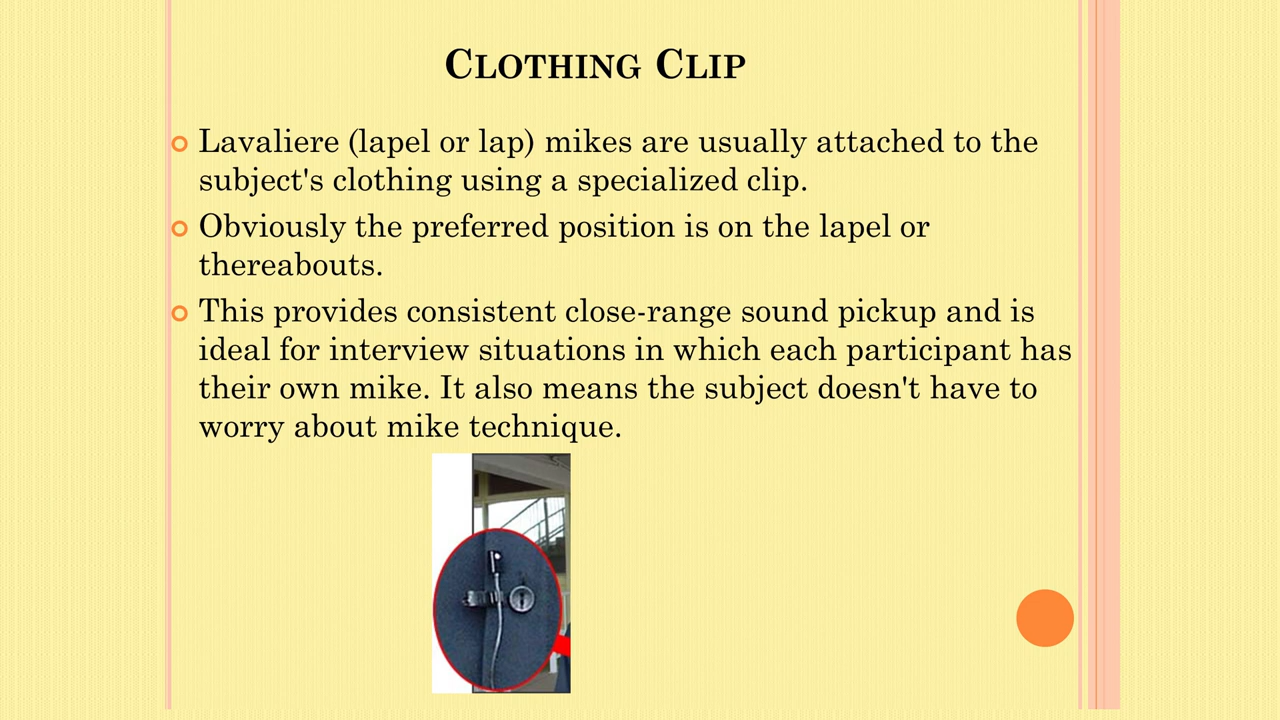 Clothing Clip
Lavaliere (lapel or lap) mikes are usually attached to the
subject's clothing using a specialized clip.
Obviously the preferred position is on the lapel or
thereabouts.
This provides consistent close-range sound pickup and is
ideal for interview situations in which each participant has
their own mike. It also means the subject doesn't have to
worry about mike technique.